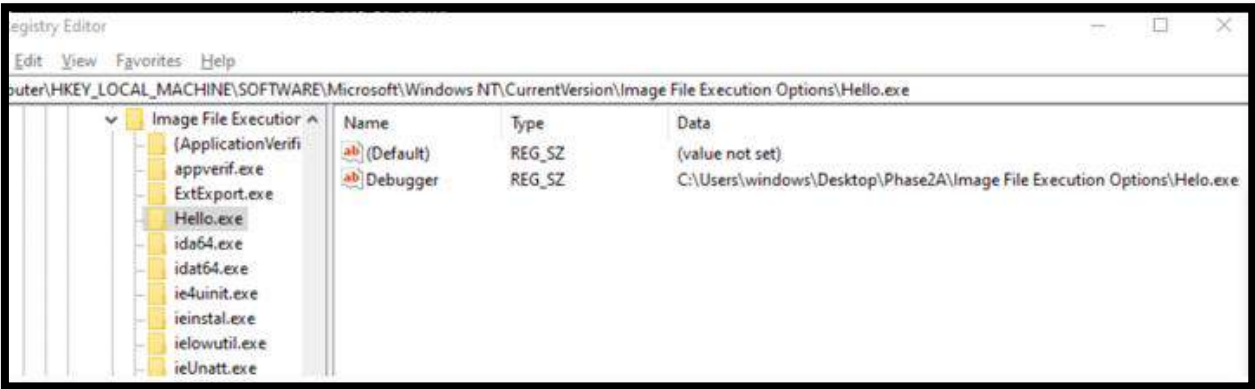 egistry Editor
Edit View Favorites Help
outer\HKEY_LOCAL_MACHINE\SOFTWARE\Microsoft\Windows NT\CurrentVersion\Image File Execution Options\Hello.exe
Image File Execution
{ApplicationVerifi
appverif.exe
ExtExport.exe
Hello.exe
ida64.exe
idat64.exe
ie4uinit.exe
ieinstal.exe
ielowutil.exe
ieUnatt.exe
Name Type Data
(Default) REG_SZ (value not set)
Debugger REG_SZ C:\Users\windows\Desktop\Phase2A\Image File Execution Options\Helo.exe